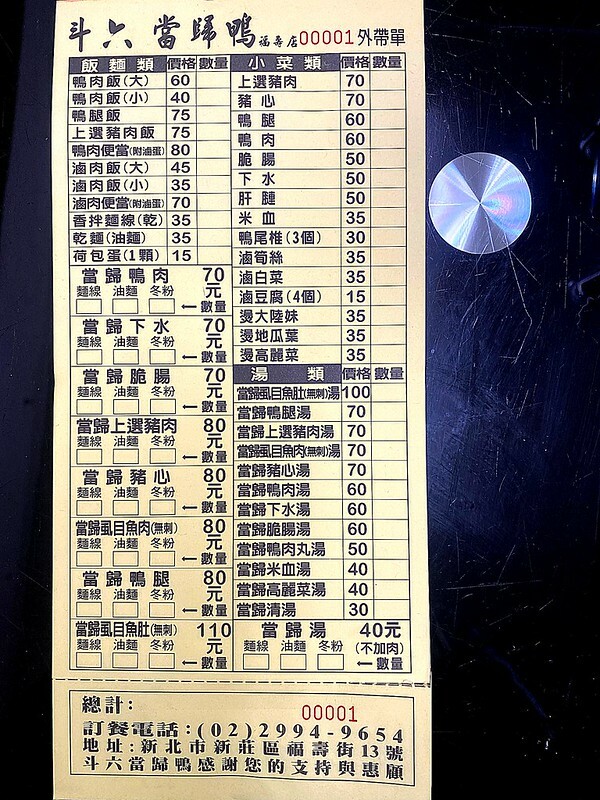 斗六 當歸鴨 福壽店 00001 外帶單
飯麵類 價格 數量
鴨肉飯(大) 60
鴨肉飯(小) 40
鴨腿飯 75
上選豬肉飯 75
鴨肉便當(附滷蛋) 80
滷肉飯(大) 45
滷肉飯(小) 35
滷肉便當(附滷蛋) 70
香拌麵線(乾) 35
乾麵(油麵) 35
荷包蛋(1顆) 15
當歸鴨肉 70元
麵線 油麵 冬粉
←數量
當歸下水 70元
麵線 油麵 冬粉
←數量
當歸脆腸 70元
麵線 油麵 冬粉
←數量
當歸上選豬肉 80元
麵線 油麵 冬粉
←數量
當歸豬心 80元
麵線 油麵 冬粉
←數量
當歸虱目魚肉(無刺) 80元
麵線 油麵 冬粉
←數量
當歸鴨腿 80元
麵線 油麵 冬粉
←數量
當歸虱目魚肚(無刺) 110元
麵線 油麵 冬粉
←數量
小菜類 價格 數量
上選豬肉 70
豬心 70
鴨腿 60
鴨肉 60
脆腸 50
下水 50
肝腱 50
米血 35
鴨尾椎(3個) 30
滷筍絲 35
滷白菜 35
滷豆腐(4個) 15
燙大陸妹 35
燙地瓜葉 35
燙高麗菜 35
湯類 價格 數量
當歸虱目魚肚(無刺)湯 100
當歸鴨腿湯 70
當歸上選豬肉湯 70
當歸虱目魚肉(無刺)湯 70
當歸豬心湯 70
當歸鴨肉湯 60
當歸下水湯 60
當歸脆腸湯 60
當歸鴨肉丸湯 50
當歸米血湯 40
當歸高麗菜湯 40
當歸清湯 30
當歸湯 40元
麵線 油麵 冬粉 (不加肉)
←數量
總計: 00001
訂餐電話:(02)2994-9654
地址:新北市新莊區福壽街13號
斗六當歸鴨感謝您的支持與惠顧